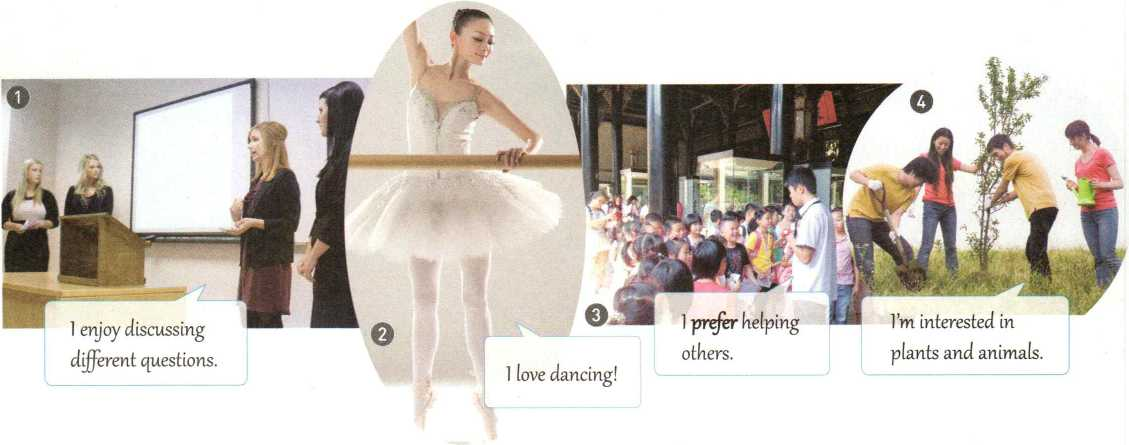 1
I enjoy discussing
different questions.
2
I love dancing!
3
I prefer helping
others.
4
I'm interested in
plants and animals.